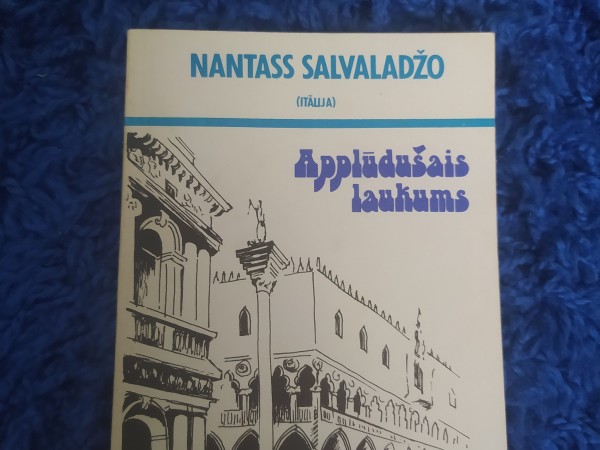 NANTASS SALVALADŽO
(ITĀLIJA)
Applūdušais
laukums